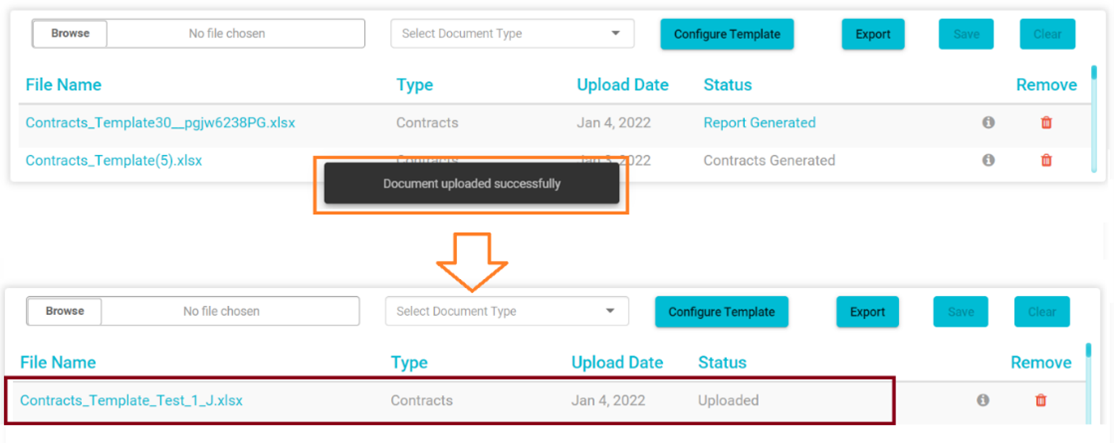 Browse No file chosen Select Document Type Configure Template Export Save Clear
File Name Type Upload Date Status Remove
Contracts_Template30__pgjw6238PG.xlsx Contracts Jan 4, 2022 Report Generated
Contracts_Template(5).xlsx Contracts Jan 3, 2022 Contracts Generated
Document uploaded successfully
Browse No file chosen Select Document Type Configure Template Export Save Clear
File Name Type Upload Date Status Remove
Contracts_Template_Test_1_J.xlsx Contracts Jan 4, 2022 Uploaded